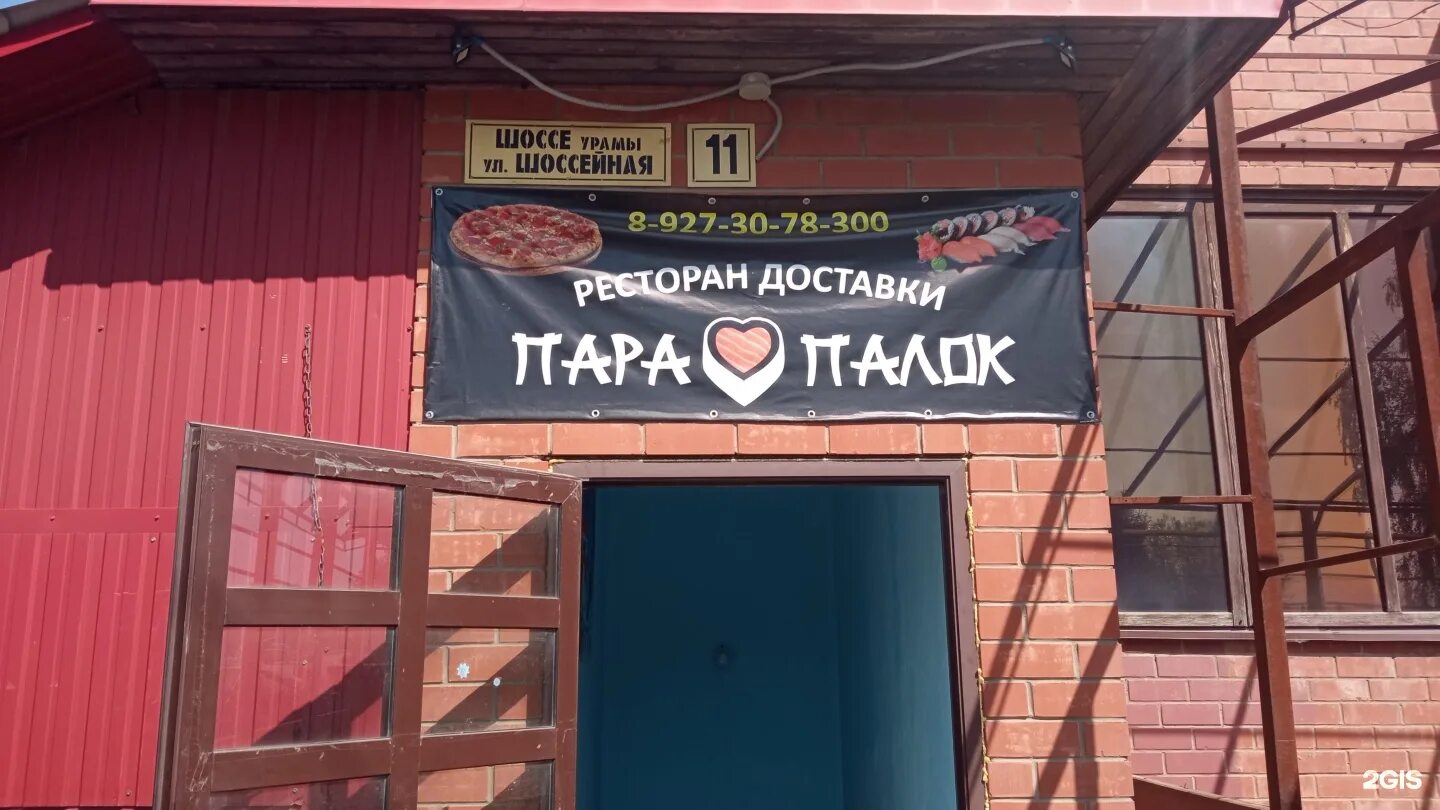 ШОССЕ УРАМЫ
ул. ШОССЕЙНАЯ
11
8-927-30-78-300
РЕСТОРАН ДОСТАВКИ
ПАРА ПАЛОК
2GIS